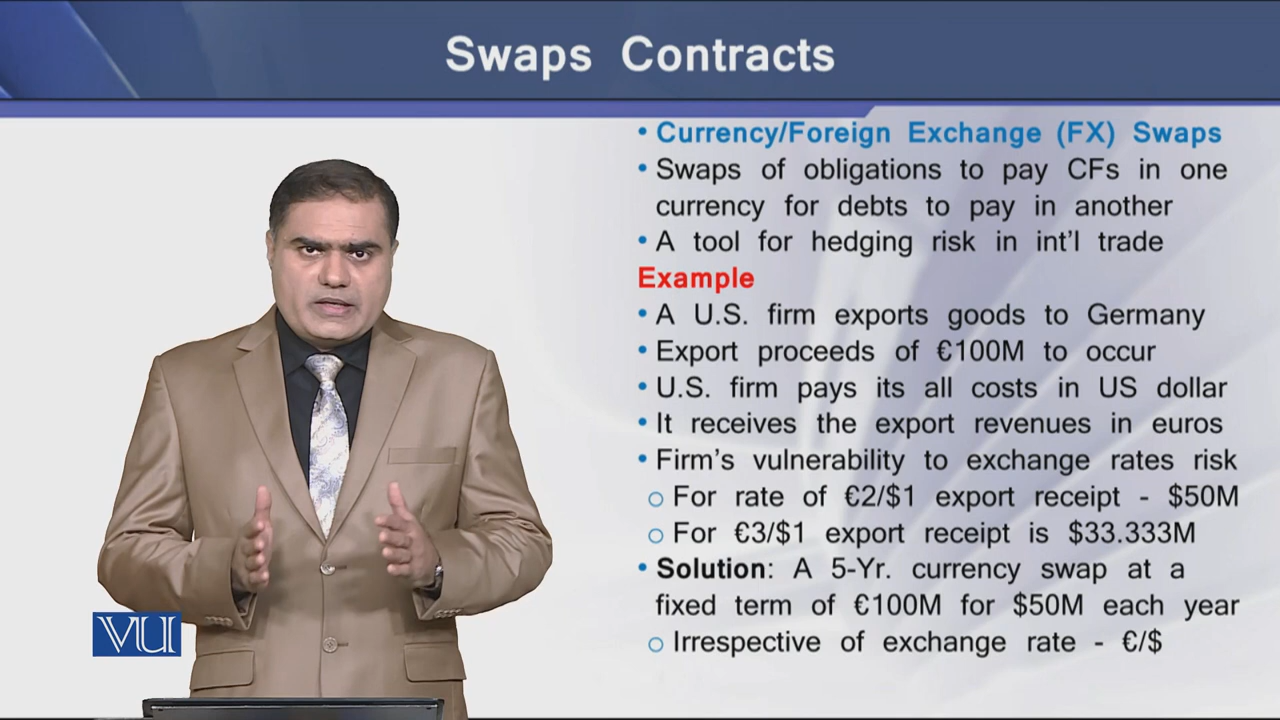 Swaps Contracts
• Currency/Foreign Exchange (FX) Swaps
• Swaps of obligations to pay CFs in one
currency for debts to pay in another
• A tool for hedging risk in int'l trade
Example
• A U.S. firm exports goods to Germany
• Export proceeds of €100M to occur
• U.S. firm pays its all costs in US dollar
• It receives the export revenues in euros
• Firm's vulnerability to exchange rates risk
○ For rate of €2/$1 export receipt - $50M
○ For €3/$1 export receipt is $33.333M
• Solution: A 5-Yr. currency swap at a
fixed term of €100M for $50M each year
○ Irrespective of exchange rate - €/$
VU